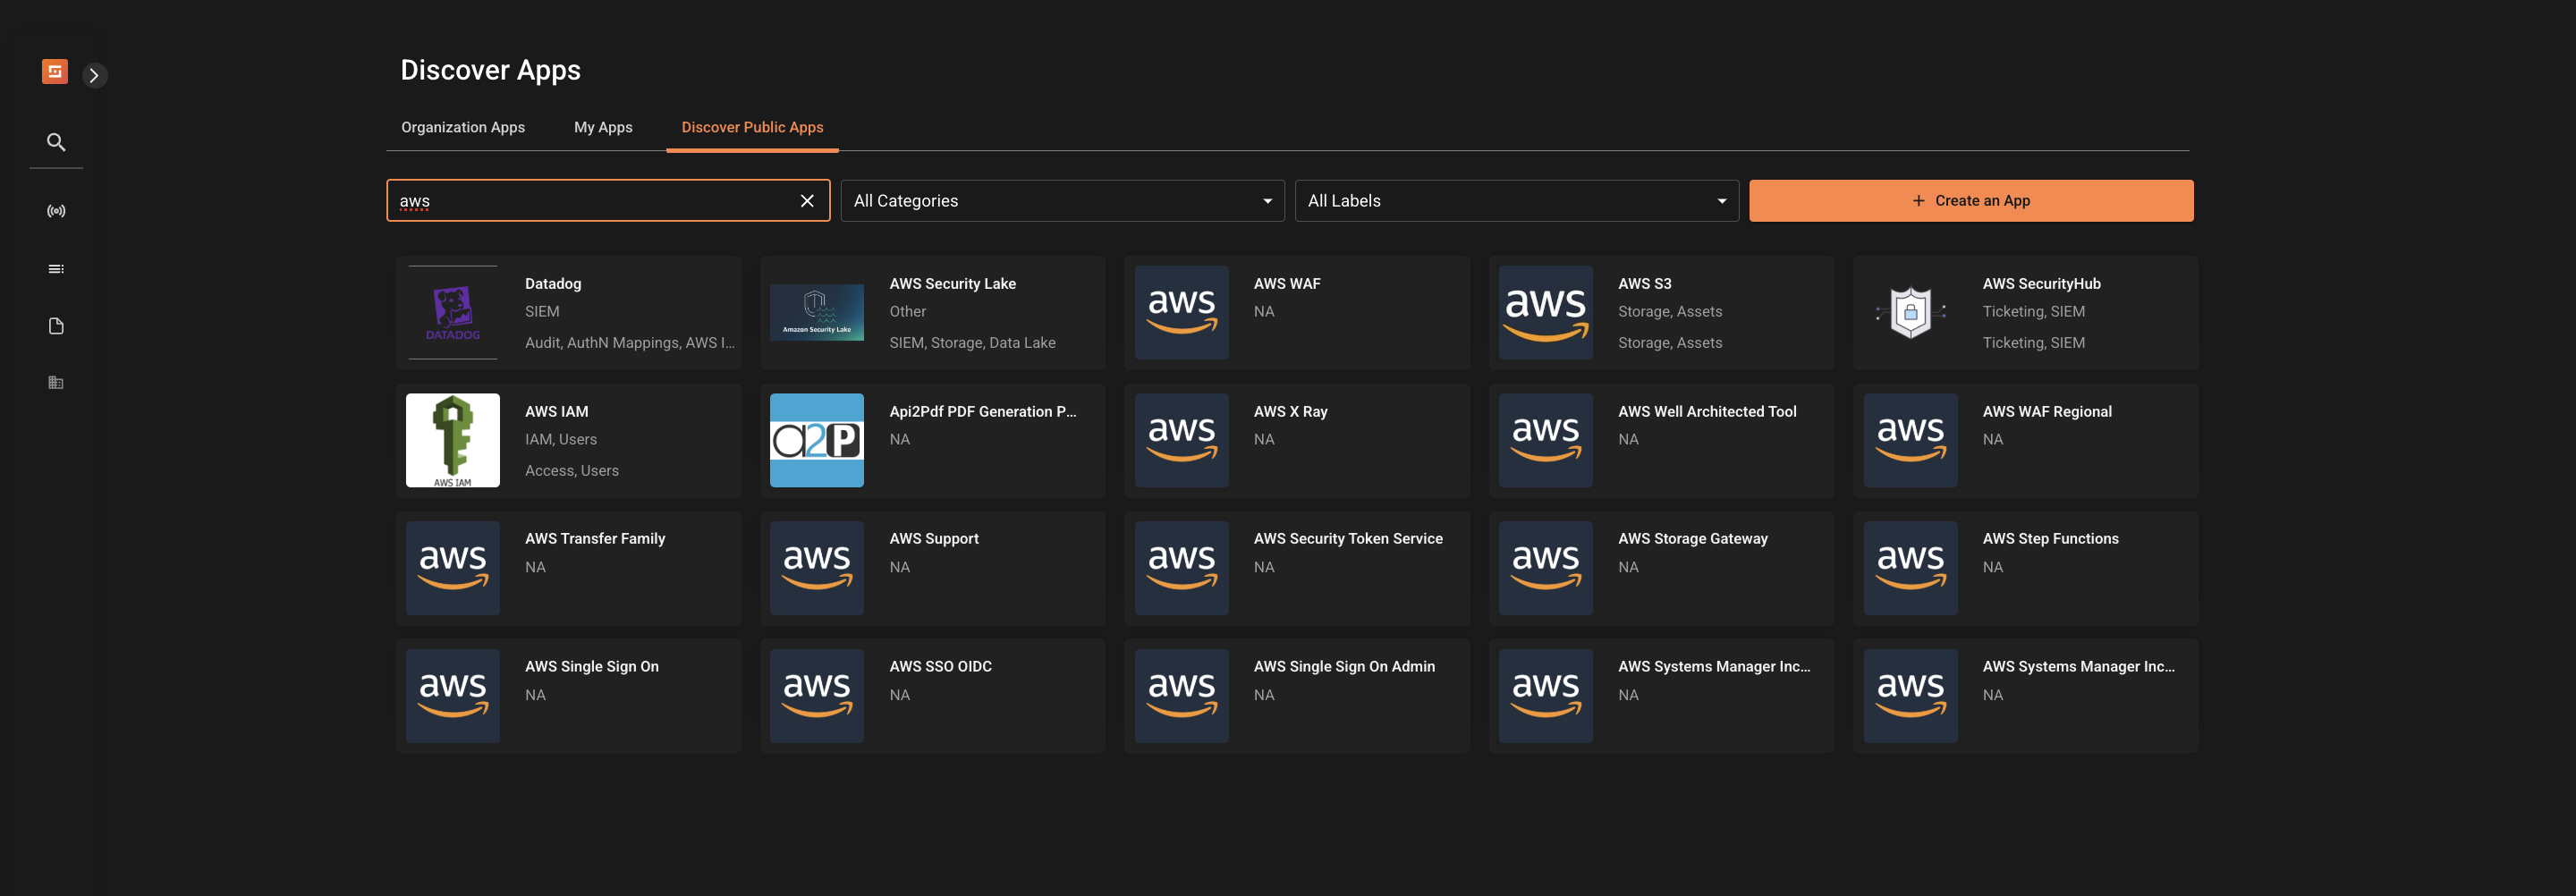 Discover Apps
Organization Apps
My Apps
Discover Public Apps
aws
All Categories
All Labels
+ Create an App
DATADOG
Datadog
SIEM
Audit, AuthN Mappings, AWS I...
Amazon Security Lake
AWS Security Lake
Other
SIEM, Storage, Data Lake
aws
AWS WAF
NA
aws
AWS S3
Storage, Assets
Storage, Assets
AWS SecurityHub
Ticketing, SIEM
Ticketing, SIEM
AWS IAM
AWS IAM
IAM, Users
Access, Users
a2P
Api2Pdf PDF Generation P...
NA
aws
AWS X Ray
NA
aws
AWS Well Architected Tool
NA
aws
AWS WAF Regional
NA
aws
AWS Transfer Family
NA
aws
AWS Support
NA
aws
AWS Security Token Service
NA
aws
AWS Storage Gateway
NA
aws
AWS Step Functions
NA
aws
AWS Single Sign On
NA
aws
AWS SSO OIDC
NA
aws
AWS Single Sign On Admin
NA
aws
AWS Systems Manager Inc...
NA
aws
AWS Systems Manager Inc...
NA